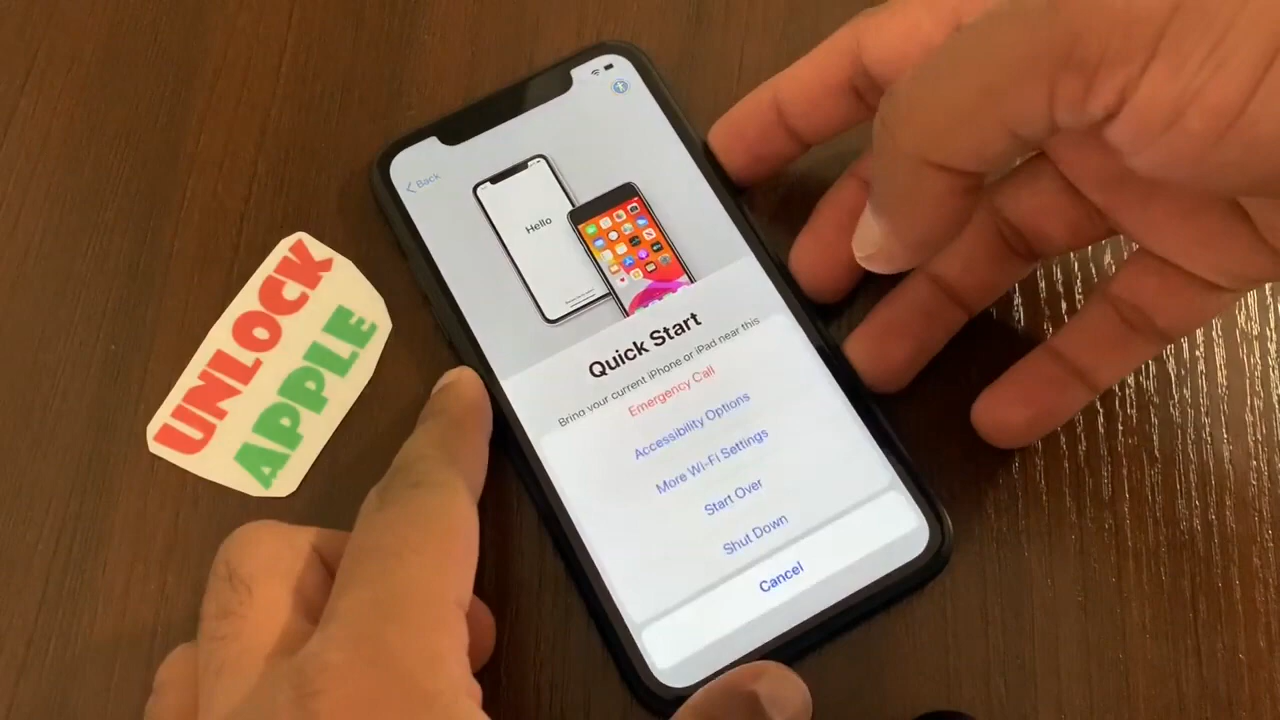 UNLOCK
APPLE
Back
Hello
Quick Start
Bring your current iPhone or iPad near this
Emergency Call
Accessibility Options
More Wi-Fi Settings
Start Over
Shut Down
Cancel